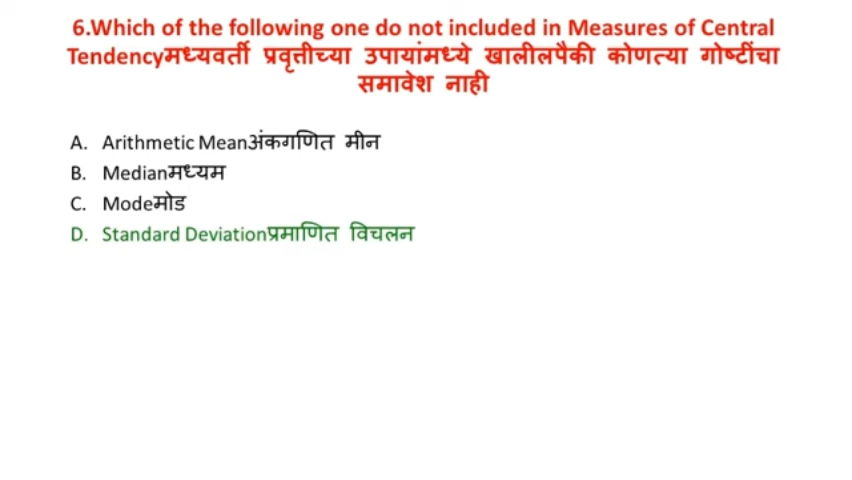 6.Which of the following one do not included in Measures of Central
Tendencyमध्यवर्ती प्रवृत्तीच्या उपायांमध्ये खालीलपैकी कोणत्या गोष्टींचा
समावेश नाही
A. Arithmetic Meanअंकगणित मीन
B. Medianमध्यम
C. Modeमोड
D. Standard Deviationप्रमाणित विचलन